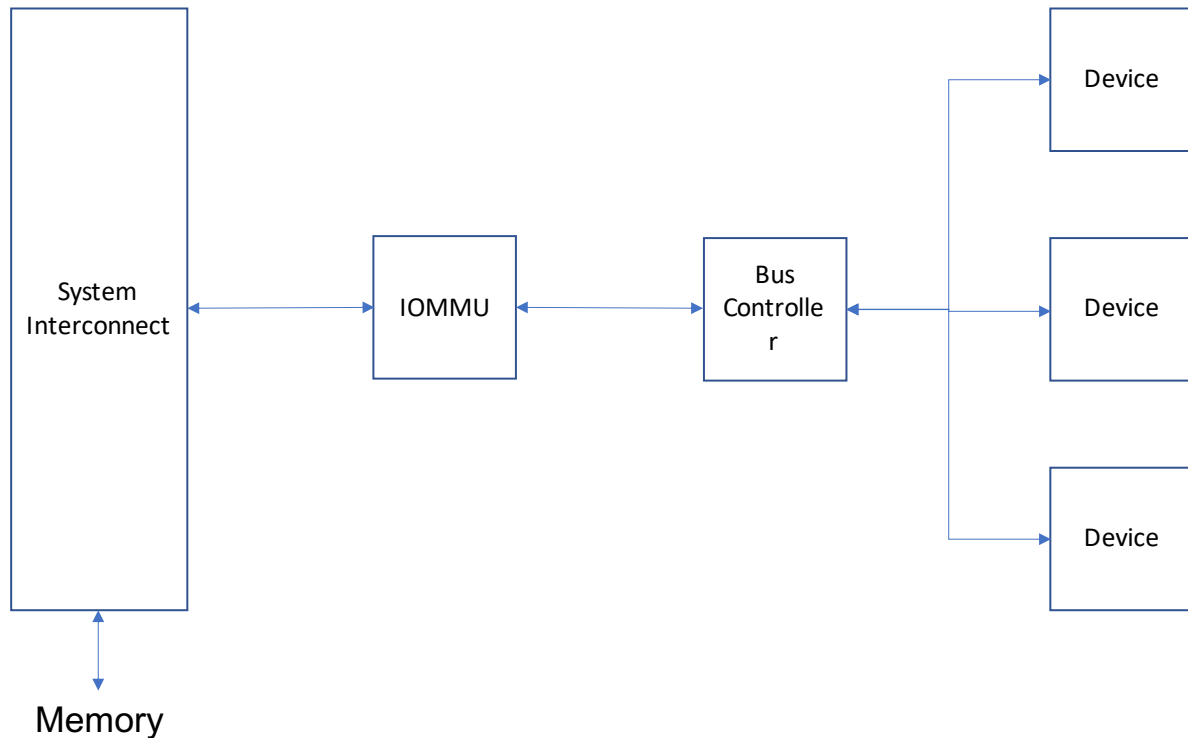 Device
System
Interconnect
IOMMU
Bus
Controlle
r
Device
Device
Memory